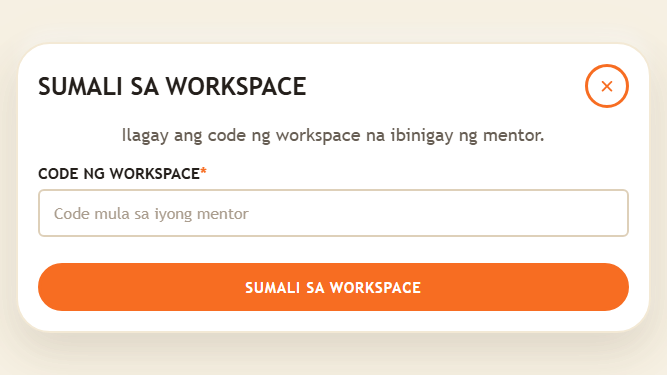 SUMALI SA WORKSPACE
Ilagay ang code ng workspace na ibinigay ng mentor.
CODE NG WORKSPACE*
Code mula sa iyong mentor
SUMALI SA WORKSPACE